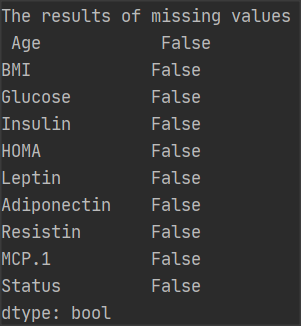 The results of missing values
 Age            False
BMI            False
Glucose        False
Insulin        False
HOMA           False
Leptin         False
Adiponectin    False
Resistin       False
MCP.1          False
Status         False
dtype: bool